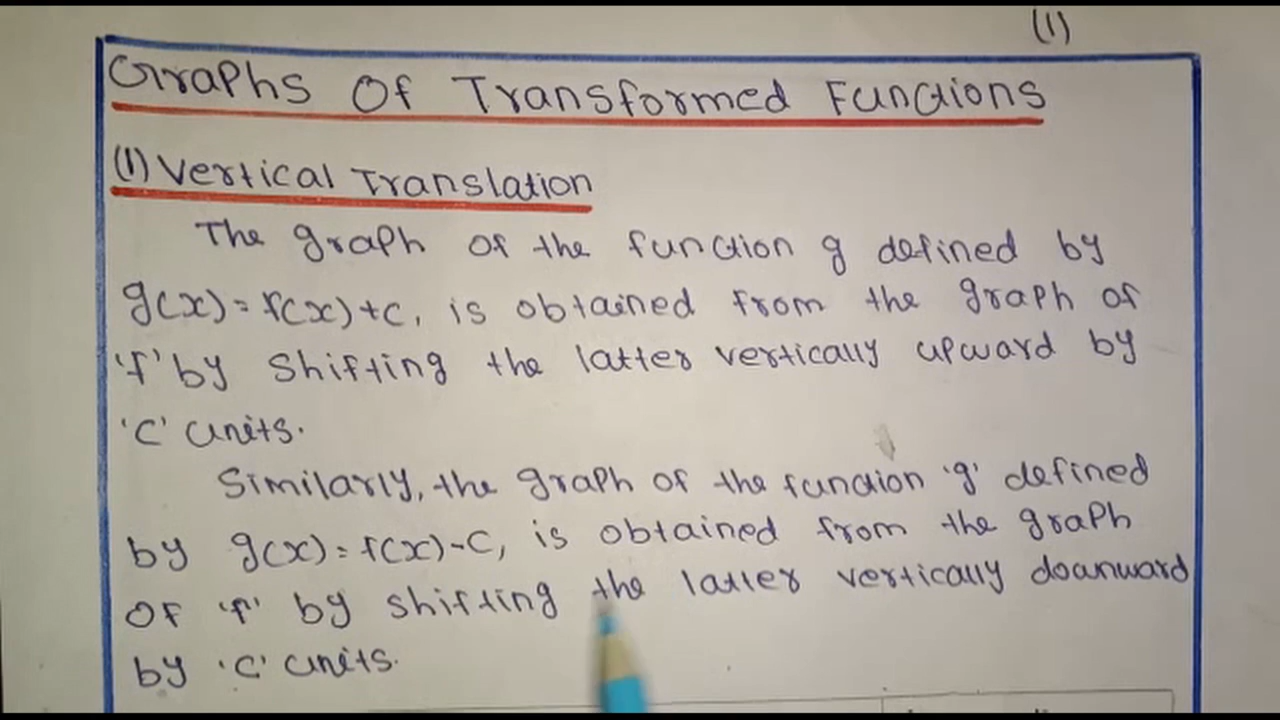 (1)
Graphs Of Transformed Functions
(1) Vertical Translation
The graph of the function g defined by
g(x) = f(x)+c, is obtained from the graph of
'f' by shifting the latter vertically upward by
'c' units.
Similarly, the graph of the function 'g' defined
by g(x) = f(x)-c, is obtained from the graph
of 'f' by shifting the latter vertically doanward
by 'c' units.